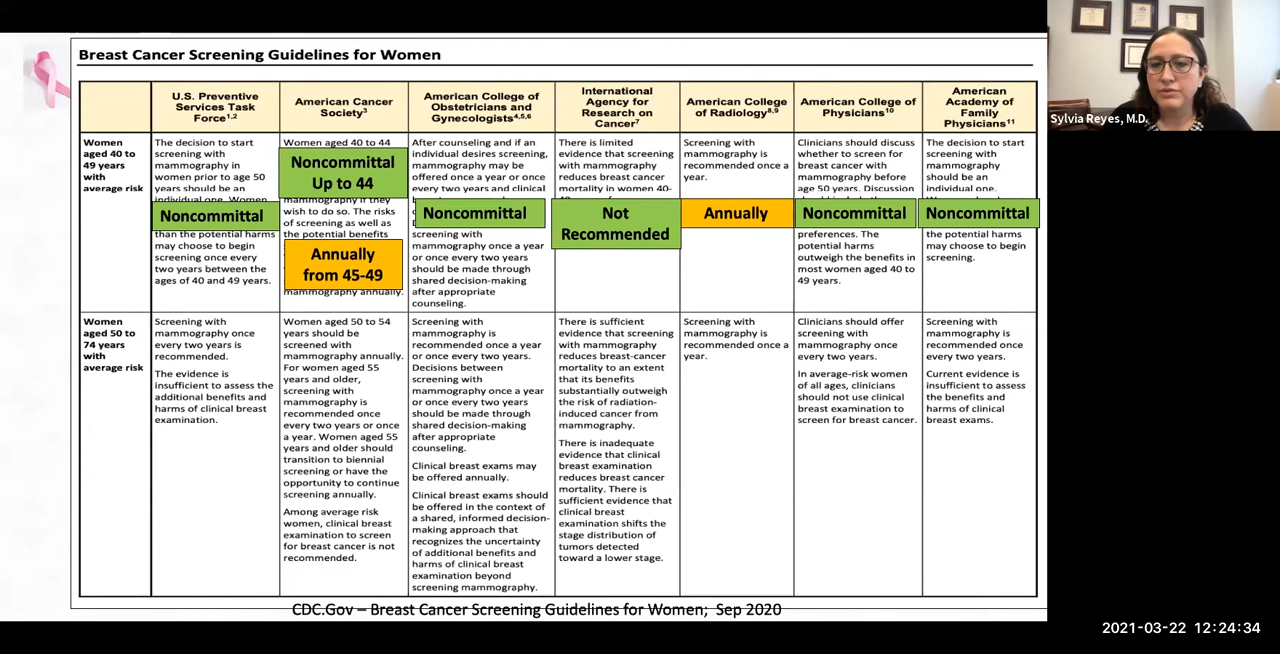 Breast Cancer Screening Guidelines for Women
U.S. Preventive
Services Task
Force1,2
American Cancer
Society3
American College of
Obstetricians and
Gynecologists4,5,6
International
Agency for
Research on
Cancer7
American College
of Radiology8,9
American College of
Physicians10
American
Academy of
Family
Physicians11
Women
aged 40 to
49 years
with
average risk
The decision to start
screening with
mammography in
women prior to age 50
years should be an
individual one. Women
Noncommittal
than the potential harms
may choose to begin
screening once every
two years between the
ages of 40 and 49 years.
Women aged 40 to 44
Noncommittal
Up to 44
mammography if they
wish to do so. The risks
of screening as well as
the potential benefits
Annually
from 45-49
mammography annually.
After counseling and if an
individual desires screening,
mammography may be
offered once a year or once
every two years and clinical
Noncommittal
screening with
mammography once a year
or once every two years
should be made through
shared decision-making
after appropriate
counseling.
There is limited
evidence that screening
with mammography
reduces breast cancer
mortality in women 40-
Not
Recommended
Screening with
mammography is
recommended once a
year.
Annually
Clinicians should discuss
whether to screen for
breast cancer with
mammography before
age 50 years. Discussion
Noncommittal
preferences. The
potential harms
outweigh the benefits in
most women aged 40 to
49 years.
The decision to start
screening with
mammography
should be an
individual one.
Noncommittal
the potential harms
may choose to begin
screening.
Women
aged 50 to
74 years
with
average risk
Screening with
mammography once
every two years is
recommended.
The evidence is
insufficient to assess the
additional benefits and
harms of clinical breast
examination.
Women aged 50 to 54
years should be
screened with
mammography annually.
For women aged 55
years and older,
screening with
mammography is
recommended once
every two years or once
a year. Women aged 55
years and older should
transition to biennial
screening or have the
opportunity to continue
screening annually.
Among average risk
women, clinical breast
examination to screen
for breast cancer is not
recommended.
Screening with
mammography is
recommended once a year
or once every two years.
Decisions between
screening with
mammography once a year
or once every two years
should be made through
shared decision-making
after appropriate
counseling.
Clinical breast exams may
be offered annually.
Clinical breast exams should
be offered in the context of
a shared, informed decision-
making approach that
recognizes the uncertainty
of additional benefits and
harms of clinical breast
examination beyond
screening mammography.
There is sufficient
evidence that screening
with mammography
reduces breast-cancer
mortality to an extent
that its benefits
substantially outweigh
the risk of radiation-
induced cancer from
mammography.
There is inadequate
evidence that clinical
breast examination
reduces breast cancer
mortality. There is
sufficient evidence that
clinical breast
examination shifts the
stage distribution of
tumors detected
toward a lower stage.
Screening with
mammography is
recommended once a
year.
Clinicians should offer
screening with
mammography once
every two years.
In average-risk women
of all ages, clinicians
should not use clinical
breast examination to
screen for breast cancer.
Screening with
mammography is
recommended once
every two years.
Current evidence is
insufficient to assess
the benefits and
harms of clinical
breast exams.
CDC.Gov – Breast Cancer Screening Guidelines for Women; Sep 2020
Sylvia Reyes, M.D.
2021-03-22 12:24:34